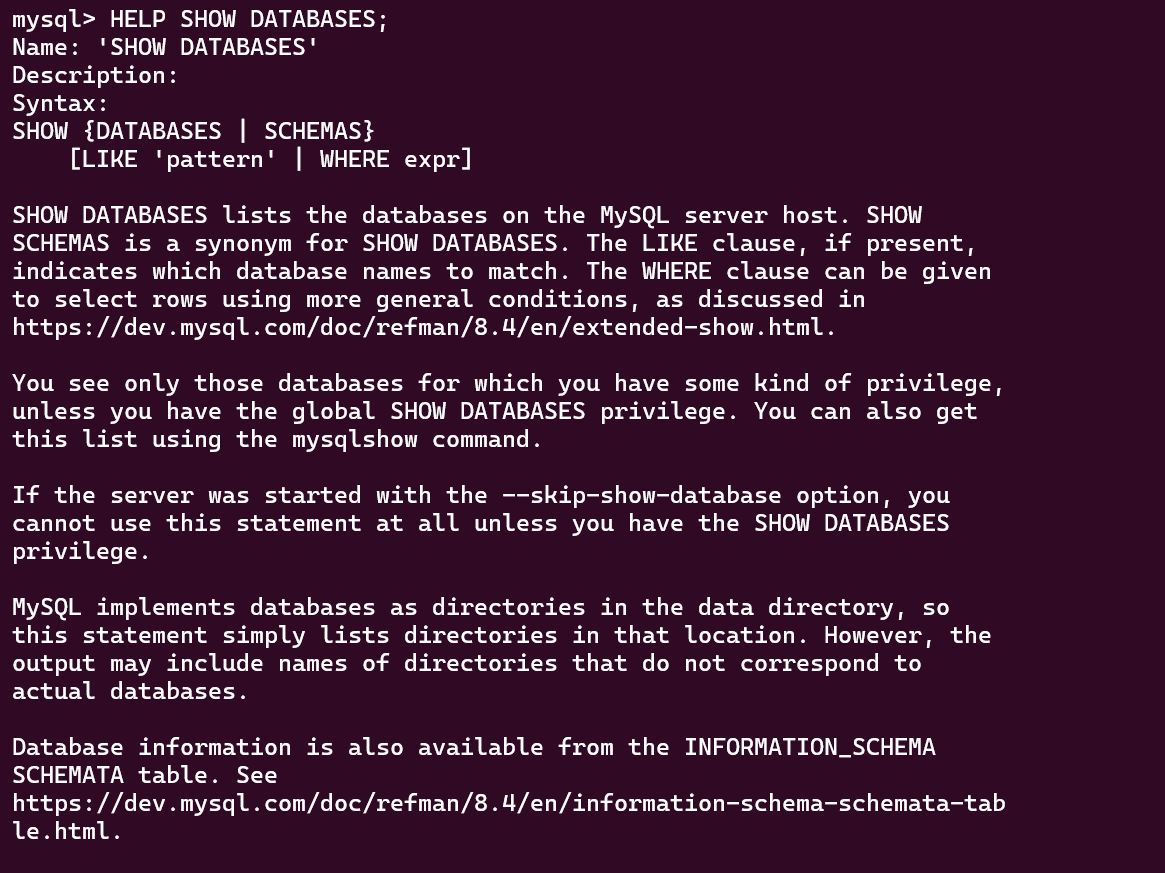 mysql> HELP SHOW DATABASES;
Name: 'SHOW DATABASES'
Description:
Syntax:
SHOW {DATABASES | SCHEMAS}
    [LIKE 'pattern' | WHERE expr]

SHOW DATABASES lists the databases on the MySQL server host. SHOW
SCHEMAS is a synonym for SHOW DATABASES. The LIKE clause, if present,
indicates which database names to match. The WHERE clause can be given
to select rows using more general conditions, as discussed in
https://dev.mysql.com/doc/refman/8.4/en/extended-show.html.

You see only those databases for which you have some kind of privilege,
unless you have the global SHOW DATABASES privilege. You can also get
this list using the mysqlshow command.

If the server was started with the --skip-show-database option, you
cannot use this statement at all unless you have the SHOW DATABASES
privilege.

MySQL implements databases as directories in the data directory, so
this statement simply lists directories in that location. However, the
output may include names of directories that do not correspond to
actual databases.

Database information is also available from the INFORMATION_SCHEMA
SCHEMATA table. See
https://dev.mysql.com/doc/refman/8.4/en/information-schema-schemata-tab
le.html.